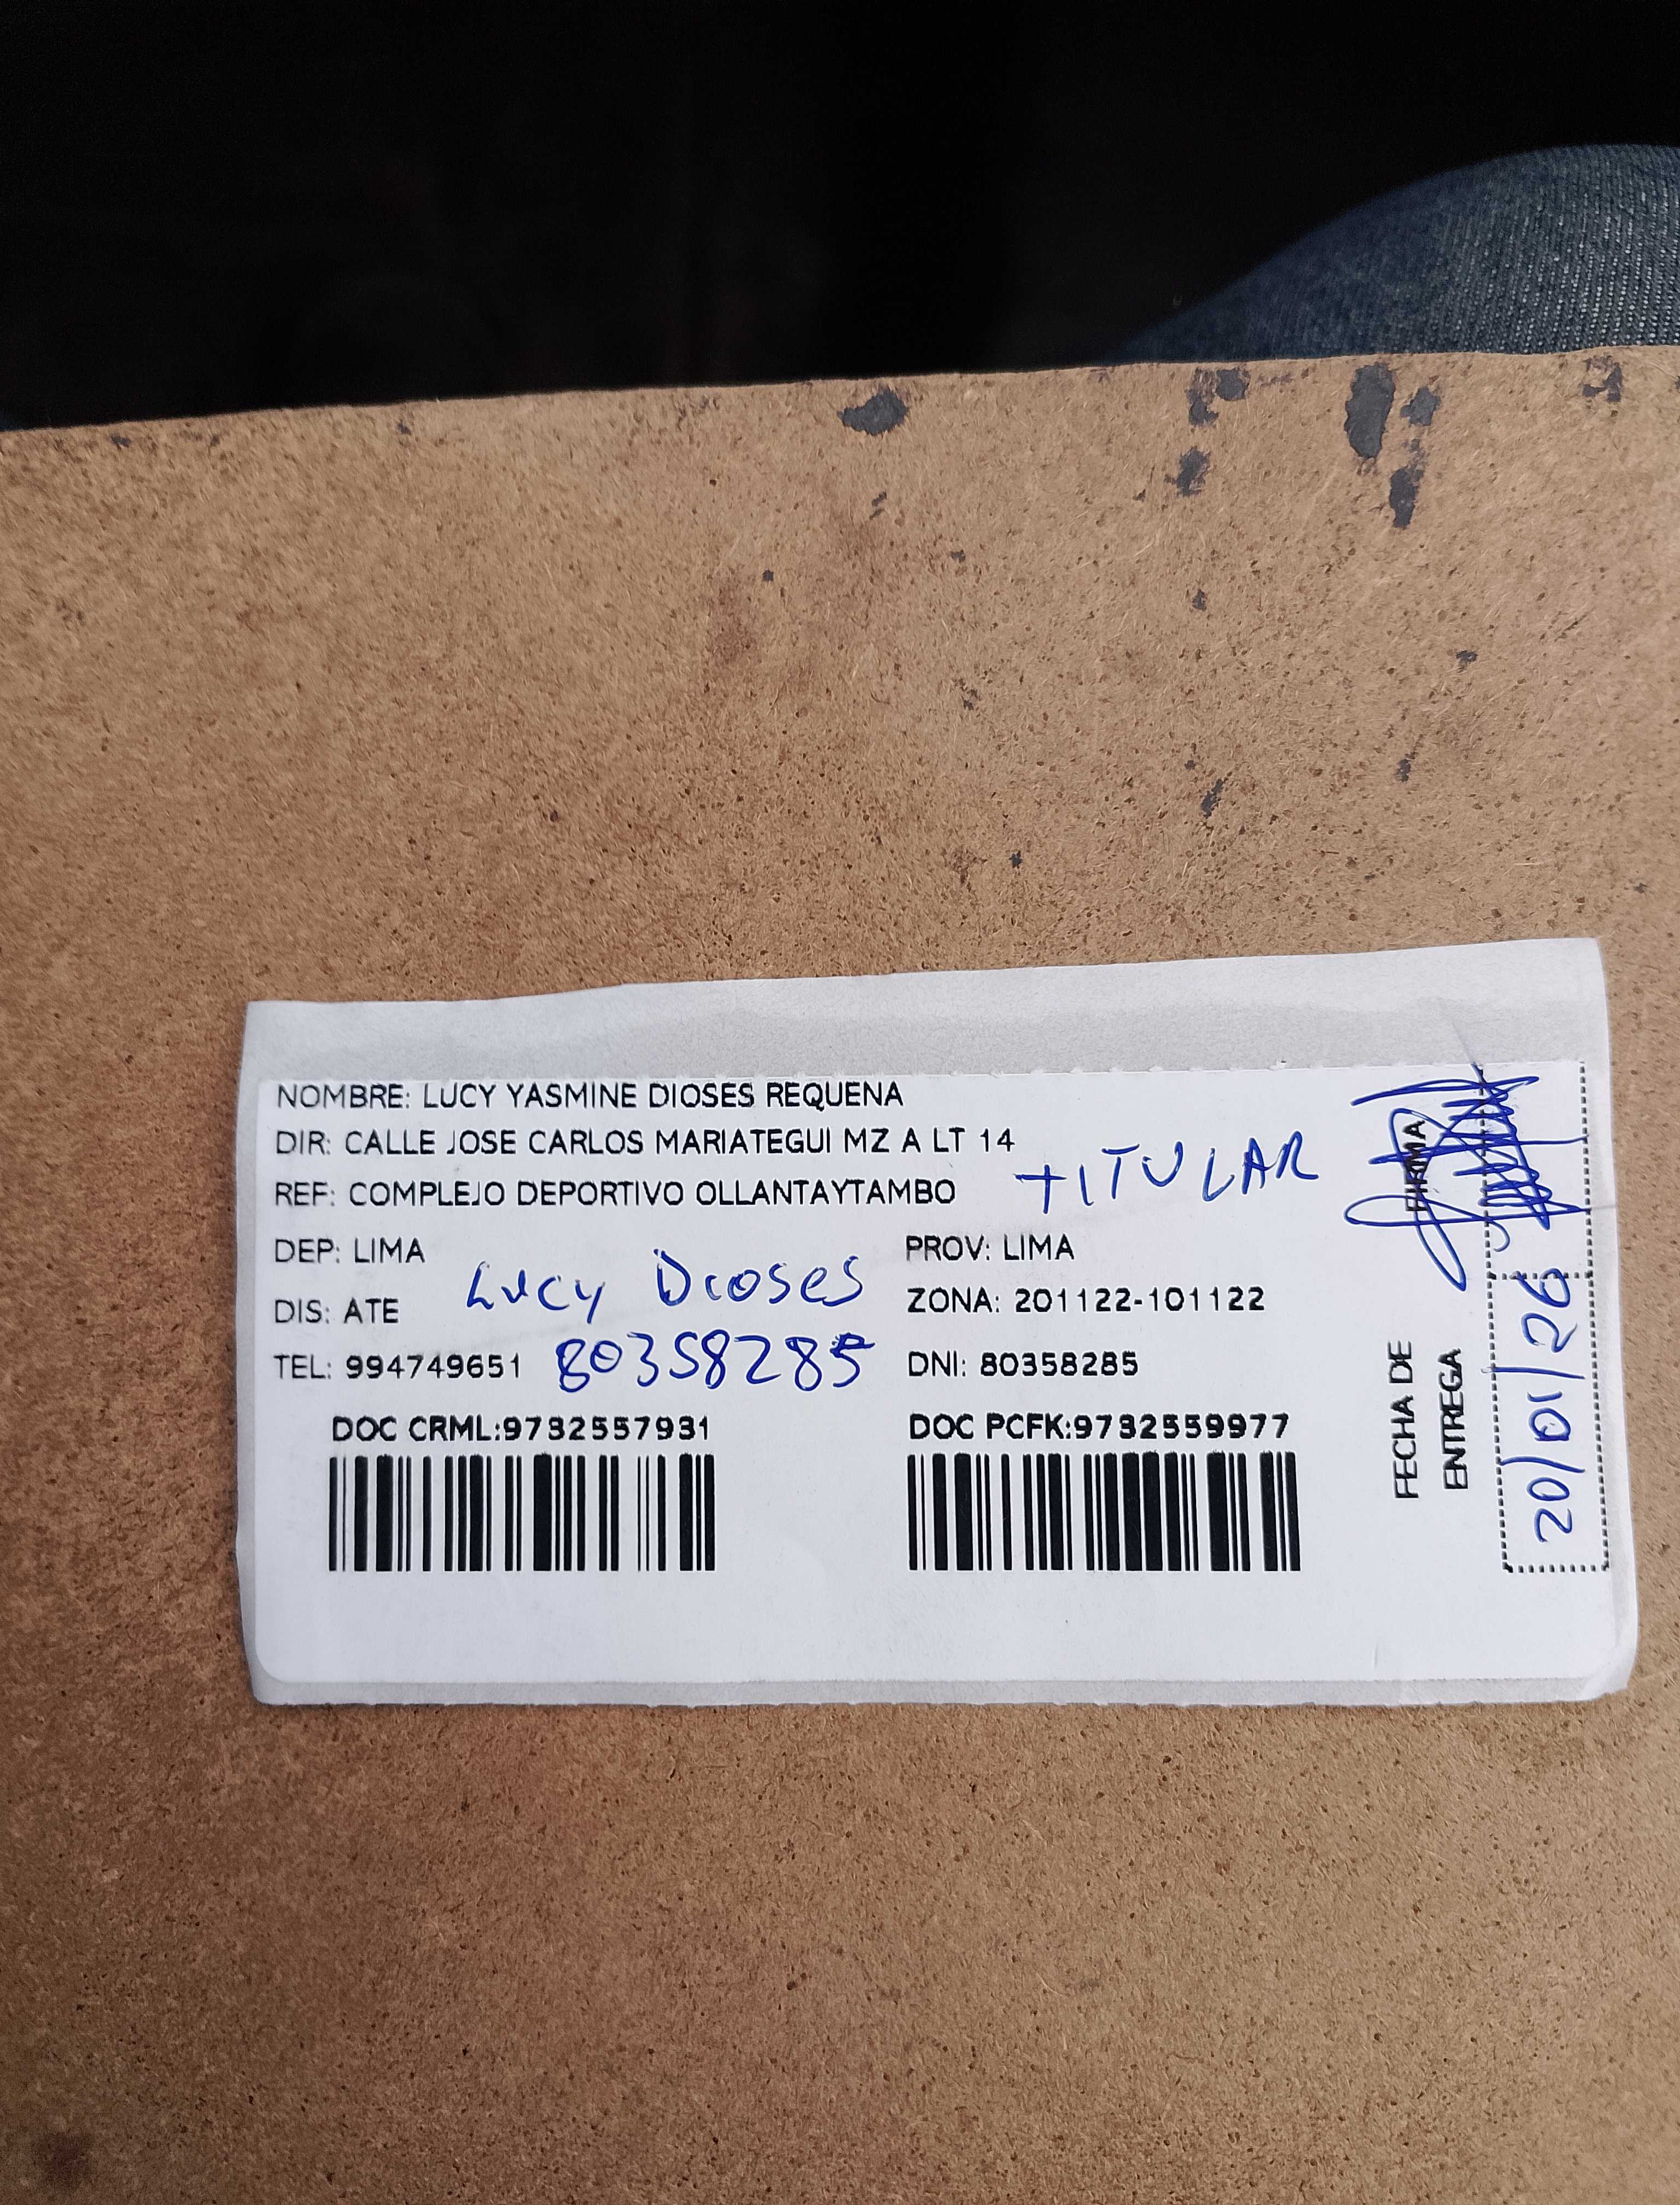 NOMBRE: LUCY YASMINE DIOSES REQUENA
DIR: CALLE JOSE CARLOS MARIATEGUI MZ A LT 14
REF: COMPLEJO DEPORTIVO OLLANTAYTAMBO
TITULAR
DEP: LIMA
PROV: LIMA
Lucy Dioses
DIS: ATE
ZONA: 201122-101122
TEL: 994749651
80358285
DNI: 80358285
DOC CRML:9732557931
DOC PCFK:9732559977
FIRMA
FECHA DE
ENTREGA
20/01/26